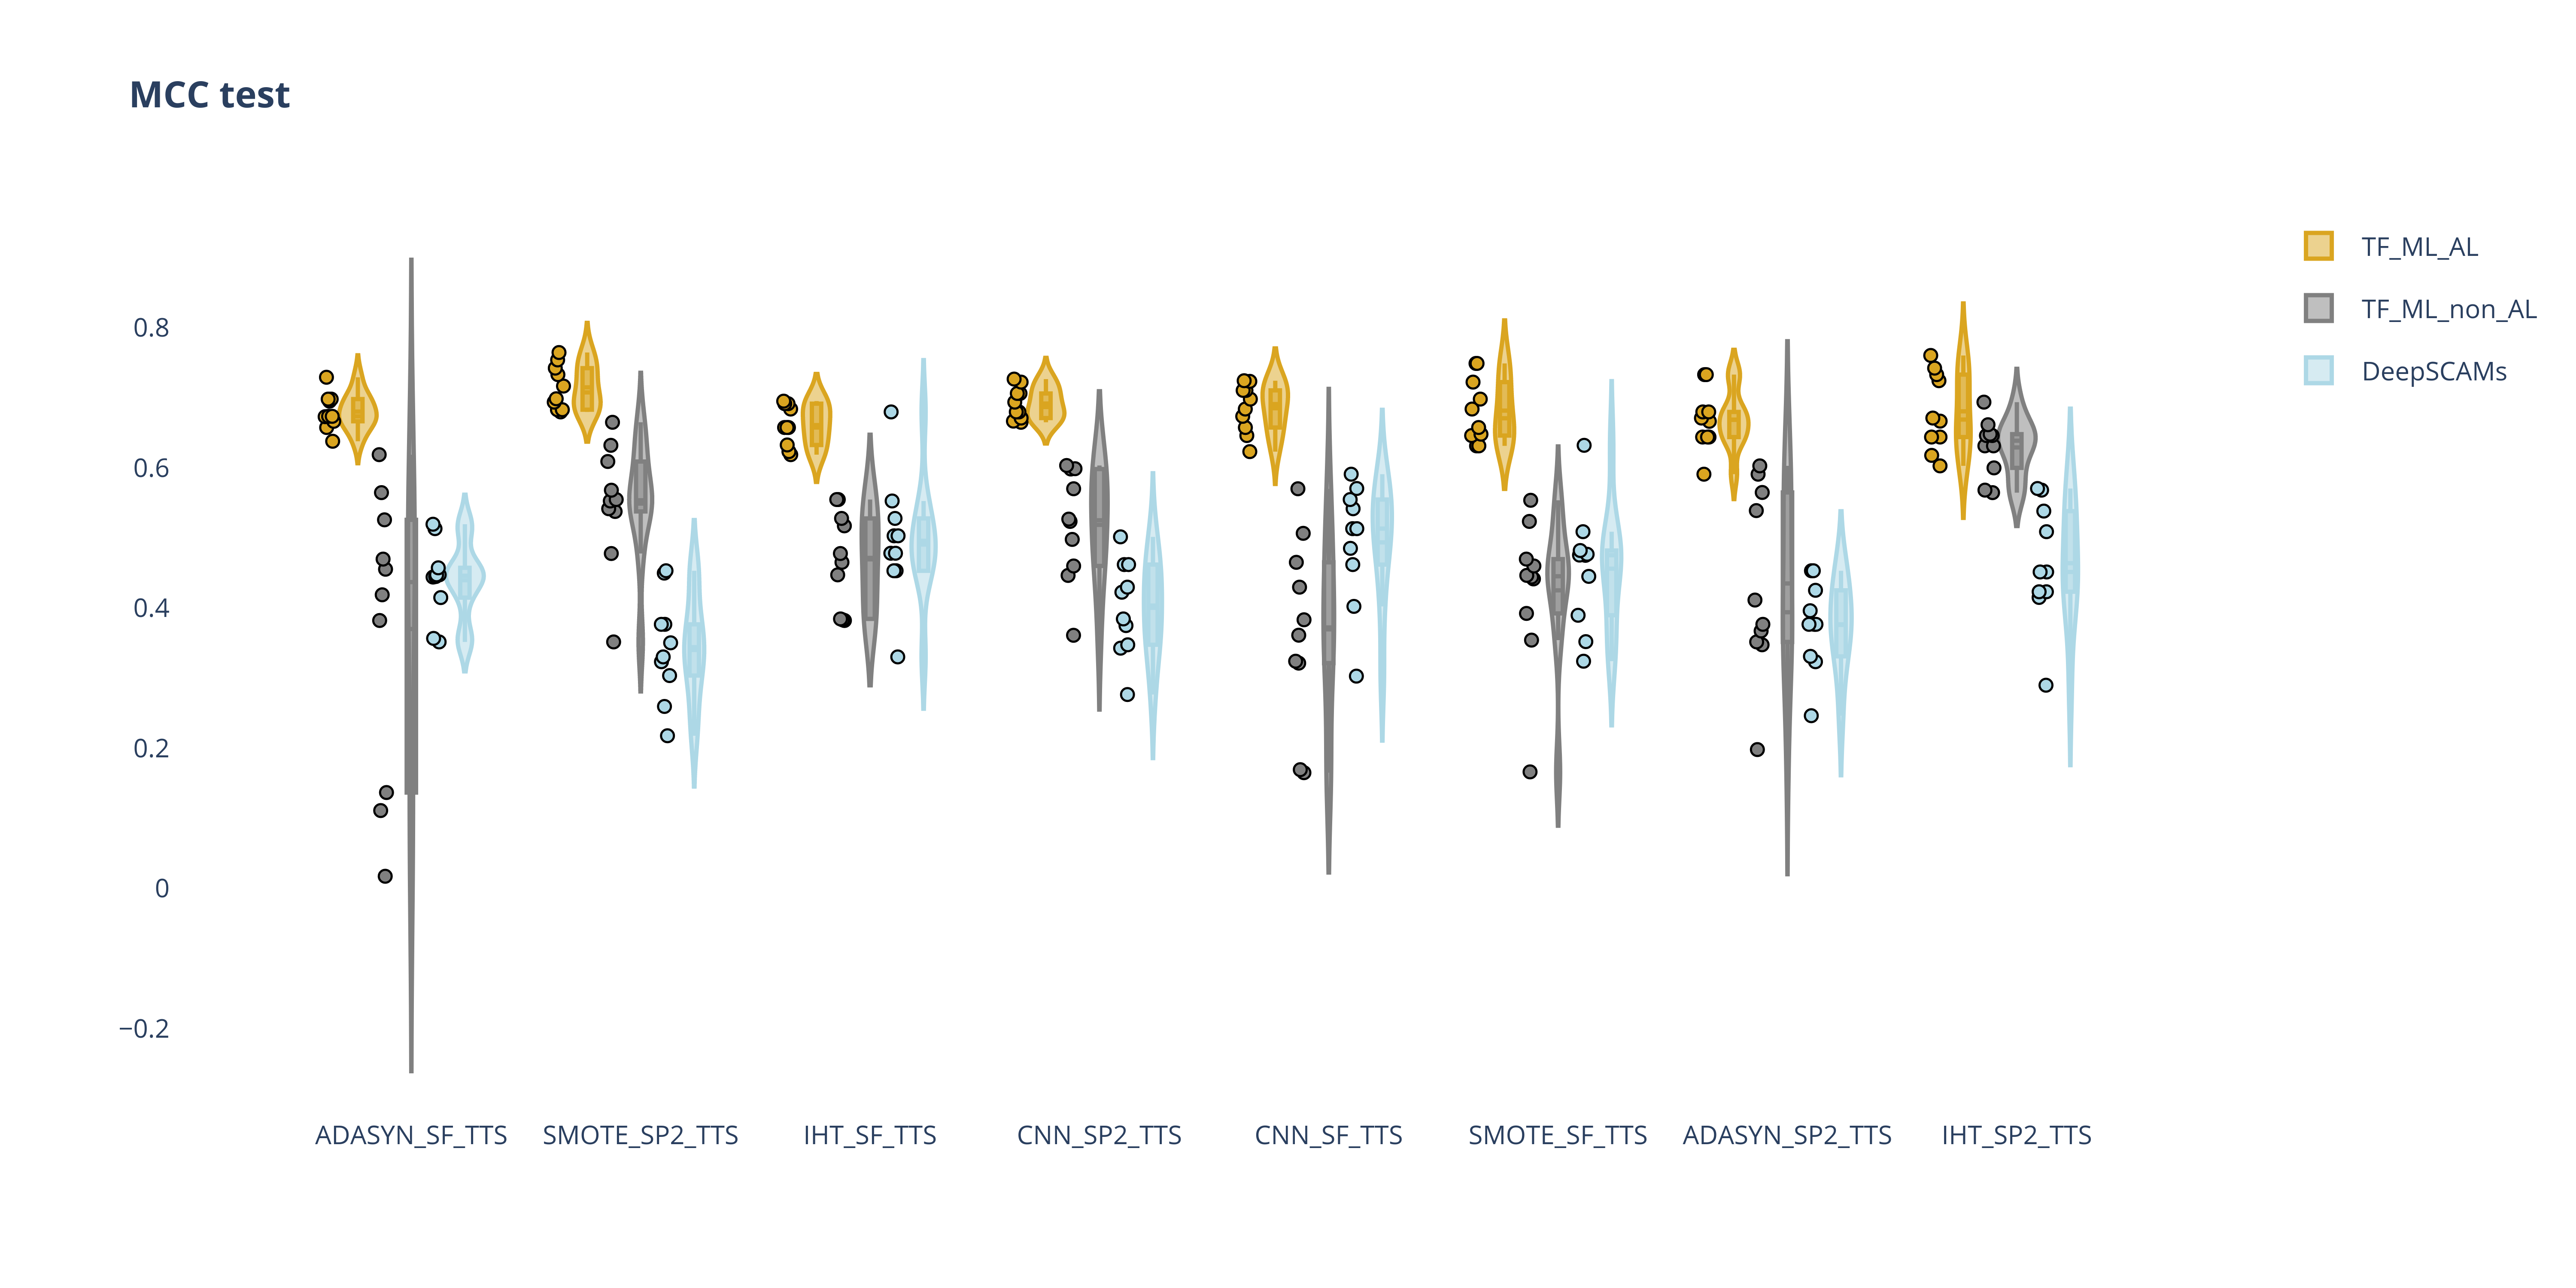 MCC test
TF_ML_AL
TF_ML_non_AL
DeepSCAMs
0.8
0.6
0.4
0.2
0
−0.2
ADASYN_SF_TTS
SMOTE_SP2_TTS
IHT_SF_TTS
CNN_SP2_TTS
CNN_SF_TTS
SMOTE_SF_TTS
ADASYN_SP2_TTS
IHT_SP2_TTS